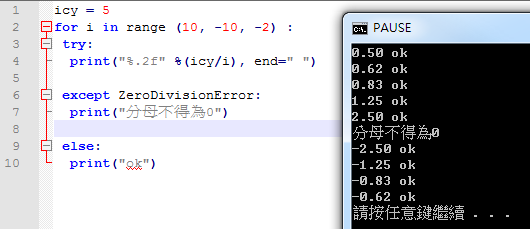 1 icy = 5
2 for i in range (10, -10, -2) :
3 try:
4 print("%.2f" %(icy/i), end=" ")
5
6 except ZeroDivisionError:
7 print("分母不得為0")
8
9 else:
10 print("ok")
C:\. PAUSE
0.50 ok
0.62 ok
0.83 ok
1.25 ok
2.50 ok
分母不得為0
-2.50 ok
-1.25 ok
-0.83 ok
-0.62 ok
請按任意鍵繼續 . . .